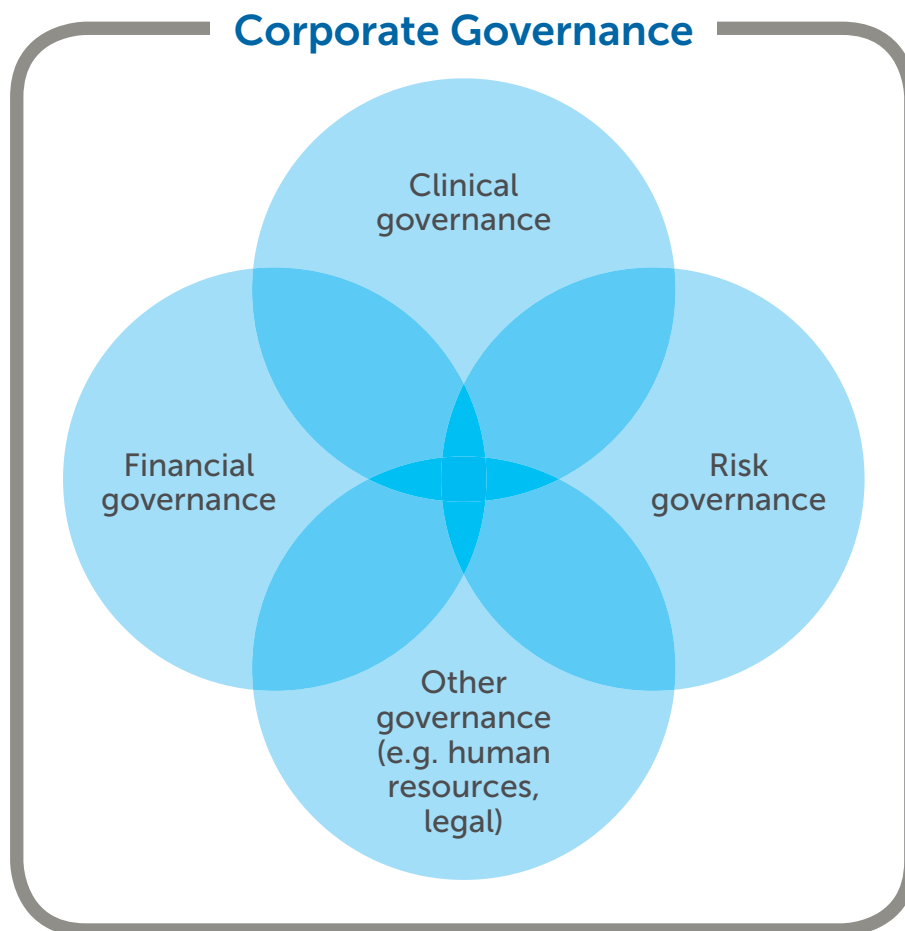 Corporate Governance
Clinical
governance
Financial
governance
Risk
governance
Other
governance
(e.g. human
resources,
legal)